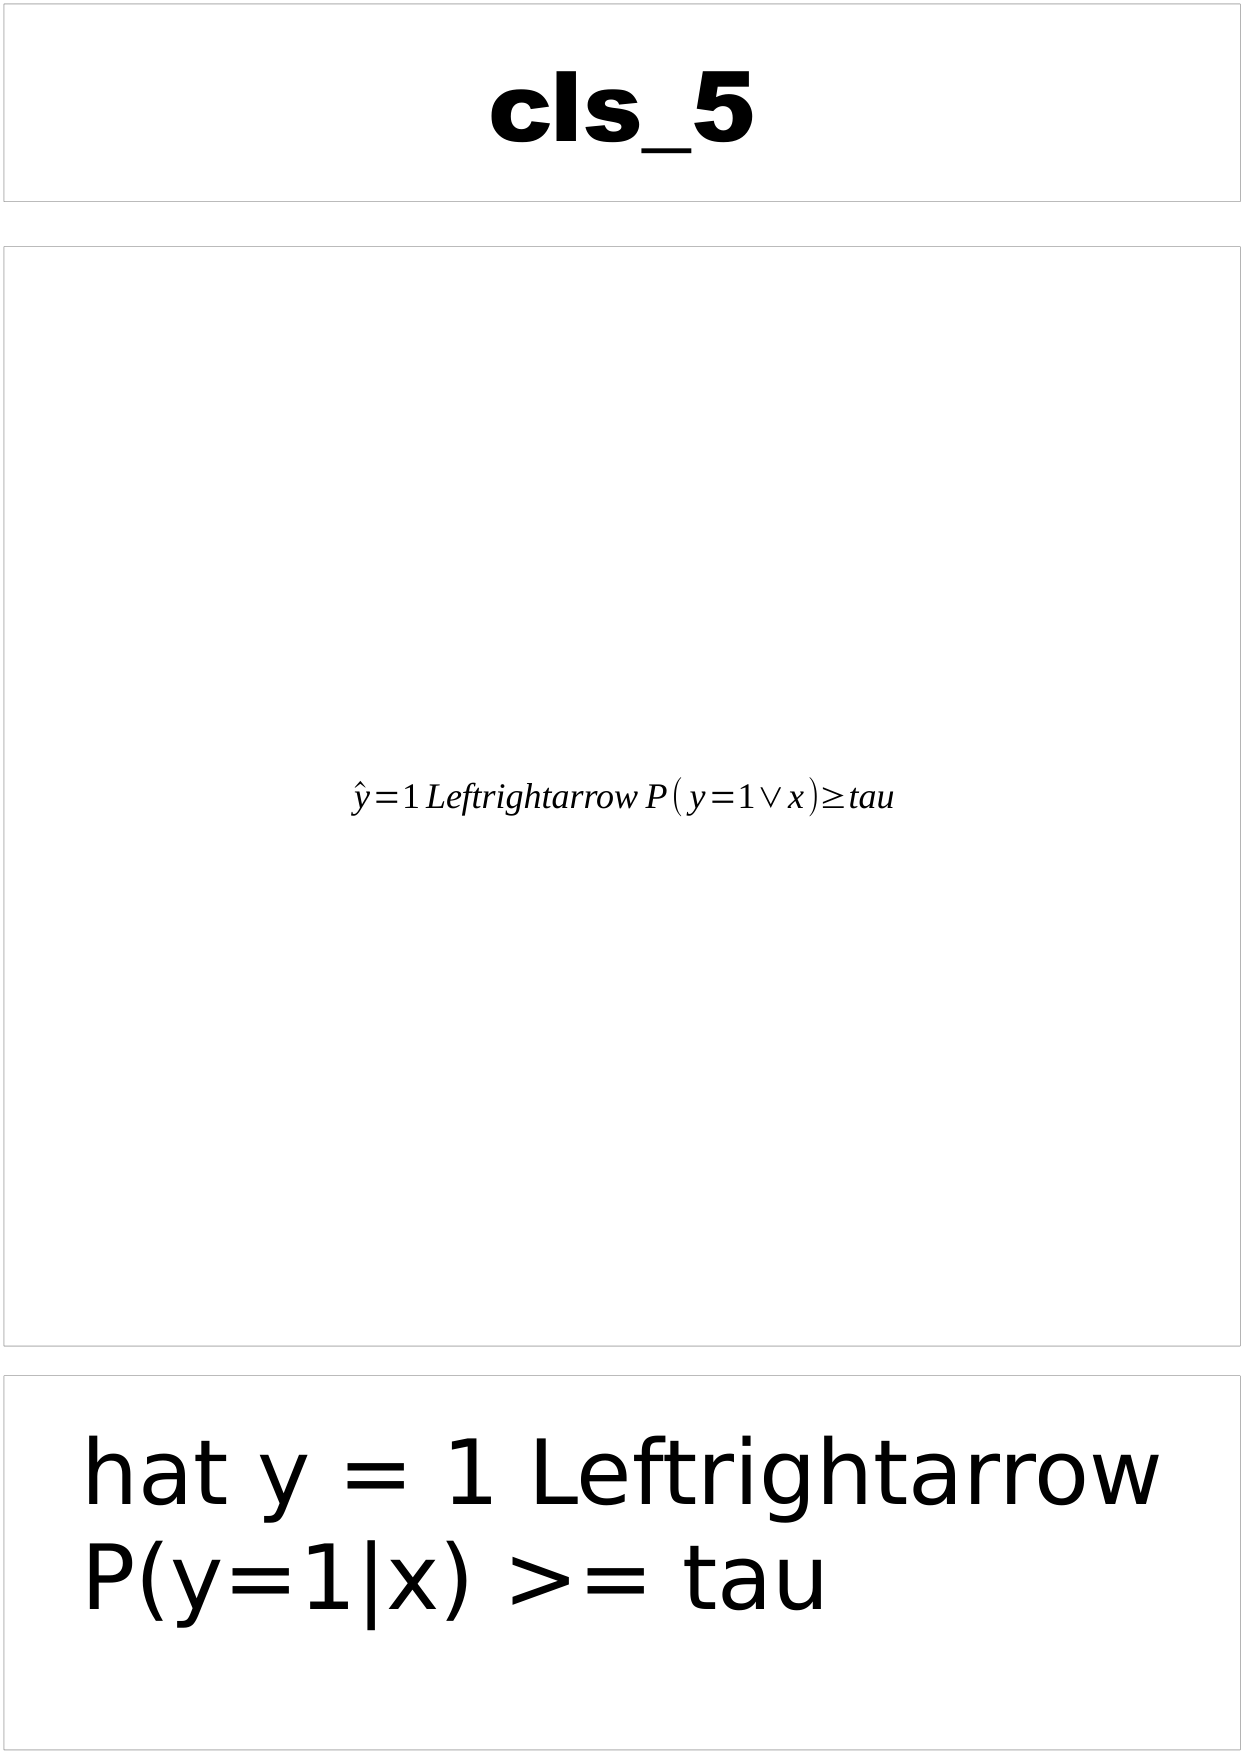 cls_5
ŷ=1 Leftrightarrow P(y=1∨x)≥tau
hat y = 1 Leftrightarrow
P(y=1|x) >= tau